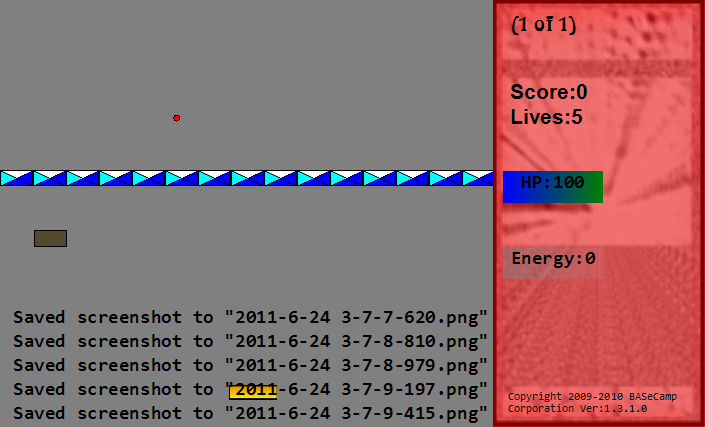 (1 of 1)
Score:0
Lives:5
HP:100
Energy:0
Saved screenshot to "2011-6-24 3-7-7-620.png"
Saved screenshot to "2011-6-24 3-7-8-810.png"
Saved screenshot to "2011-6-24 3-7-8-979.png"
Saved screenshot to "2011-6-24 3-7-9-197.png"
Saved screenshot to "2011-6-24 3-7-9-415.png"
Copyright 2009-2010 BASeCamp
Corporation Ver:1.3.1.0